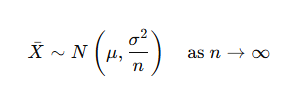 X̄ ∼ N (μ, σ²/n) as n → ∞